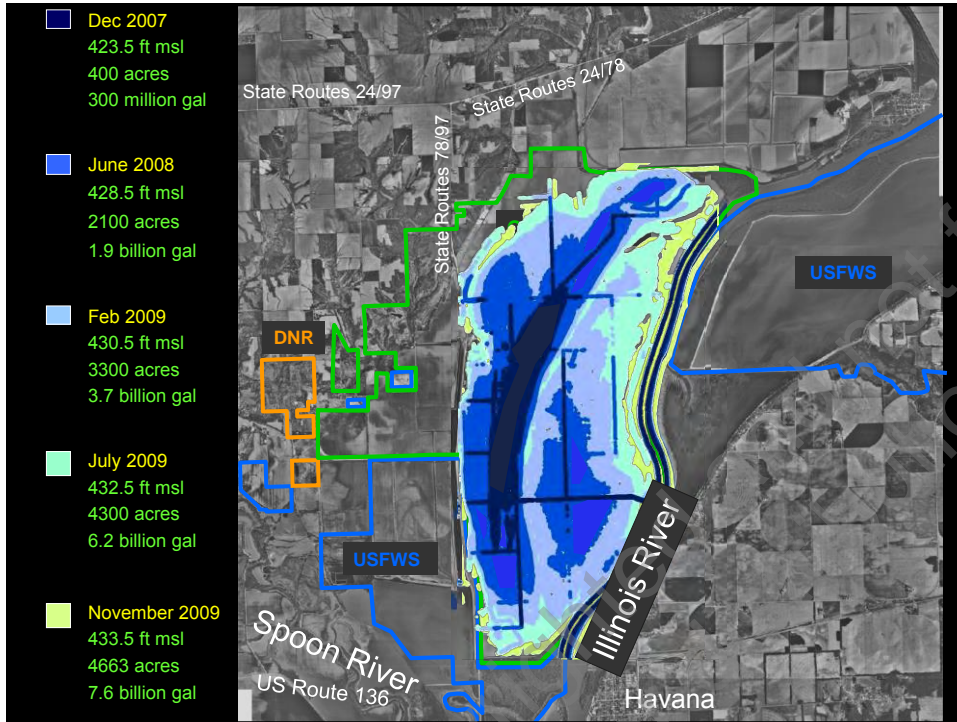 Dec 2007
423.5 ft msl
400 acres
300 million gal
June 2008
428.5 ft msl
2100 acres
1.9 billion gal
Feb 2009
430.5 ft msl
3300 acres
3.7 billion gal
July 2009
432.5 ft msl
4300 acres
6.2 billion gal
November 2009
433.5 ft msl
4663 acres
7.6 billion gal
State Routes 24/97
State Routes 24/78
State Routes 78/97
USFWS
DNR
USFWS
Illinois River
Spoon River
US Route 136
Havana